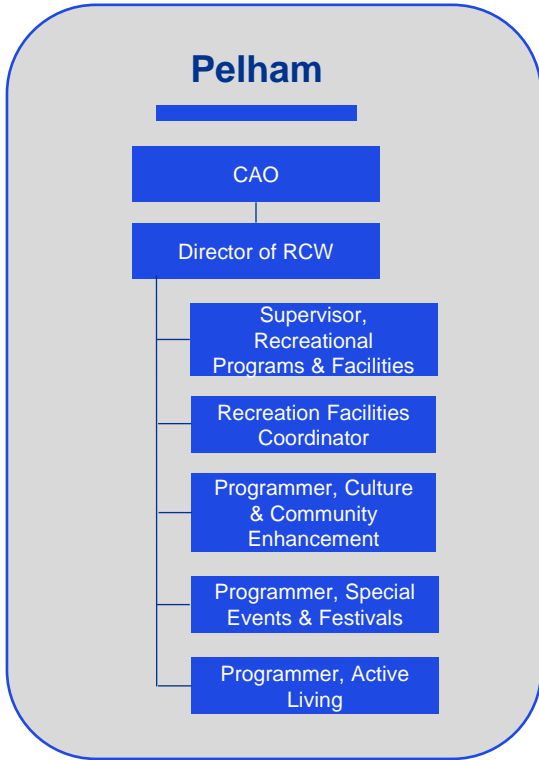 Pelham
CAO
Director of RCW
Supervisor,
Recreational
Programs & Facilities
Recreation Facilities
Coordinator
Programmer, Culture
& Community
Enhancement
Programmer, Special
Events & Festivals
Programmer, Active
Living